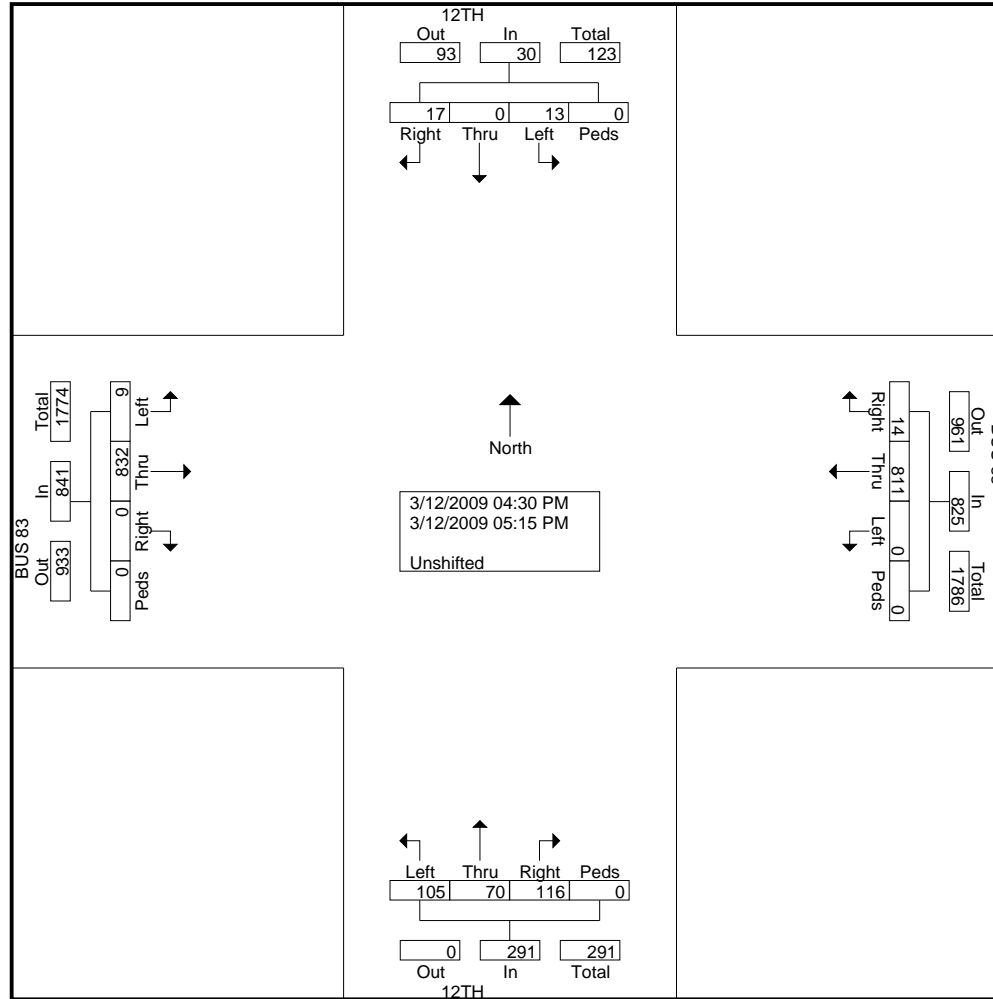 12TH
Out In Total
93 30 123
17 0 13 0
Right Thru Left Peds
Total
1774
In
841
BUS 83
Out
933
9
832
0
0
Left
Thru
Right
Peds
North
3/12/2009 04:30 PM
3/12/2009 05:15 PM
Unshifted
Right
Thru
Left
Peds
14
811
0
0
Out
961
In
825
Total
1786
Left Thru Right Peds
105 70 116 0
0 291 291
Out In Total
12TH